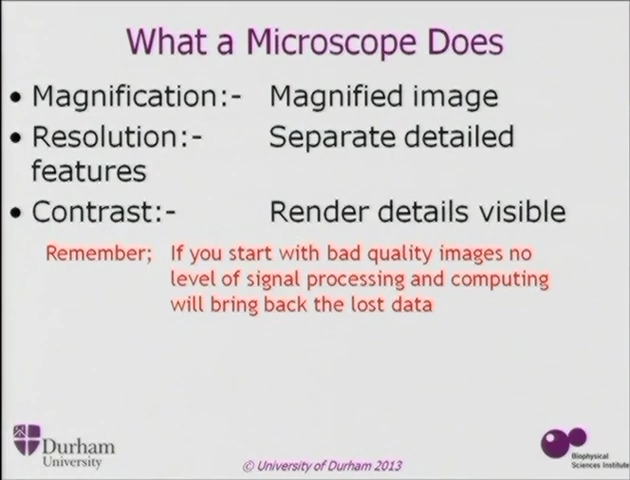 What a Microscope Does
• Magnification:- Magnified image
• Resolution:- Separate detailed
features
• Contrast:- Render details visible
Remember; If you start with bad quality images no
level of signal processing and computing
will bring back the lost data
Durham
University
© University of Durham 2013
Biophysical
Sciences Institute